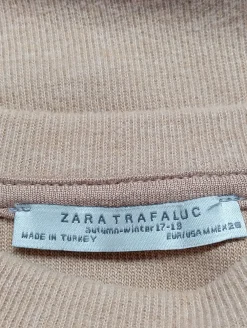 ZARA TRAFALUC
autumn-winter 17-18
MADE IN TURKEY EUR/USA M MEX 28